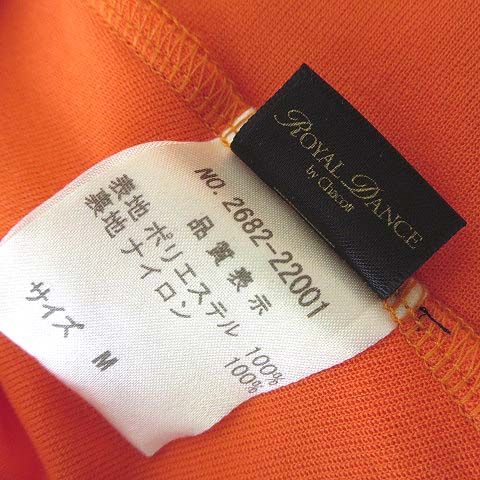 ROYAL DANCE
by Chacott
NO. 2682-22001
品質表示
表地 ポリエステル 100%
裏地 ナイロン 100%
サイズ M